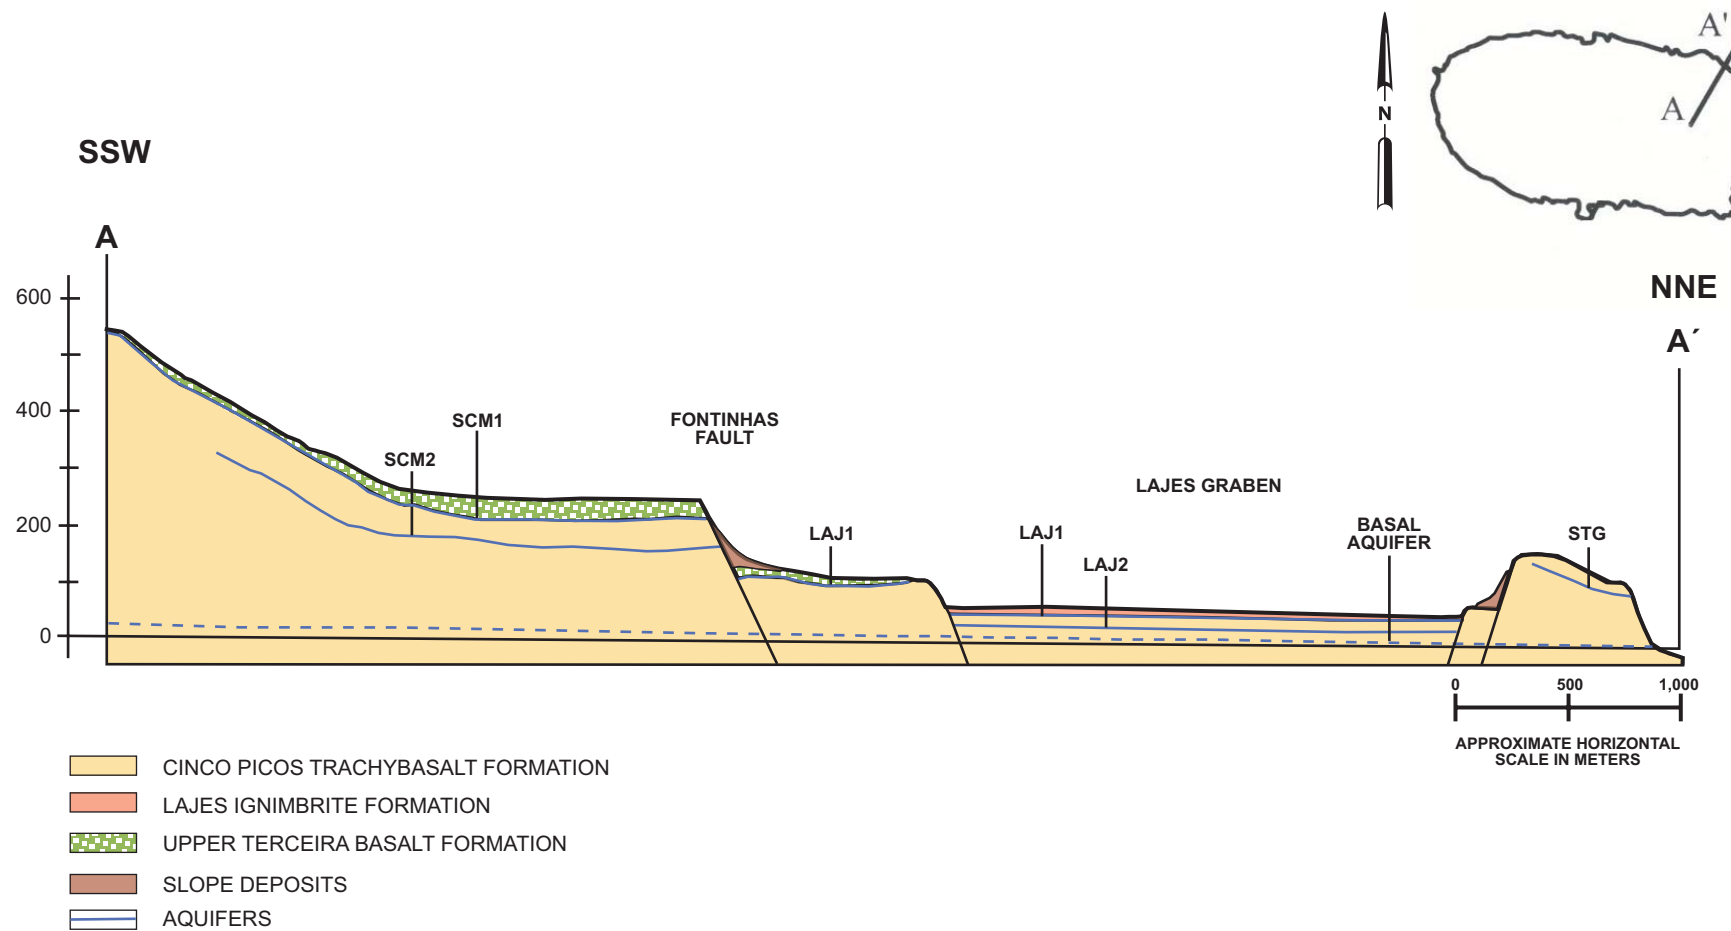 A'
A
N
SSW
NNE
A
A´
600
400
200
0
SCM2
SCM1
FONTINHAS
FAULT
LAJ1
LAJES GRABEN
LAJ1
LAJ2
BASAL
AQUIFER
STG
0 500 1,000
APPROXIMATE HORIZONTAL
SCALE IN METERS
CINCO PICOS TRACHYBASALT FORMATION
LAJES IGNIMBRITE FORMATION
UPPER TERCEIRA BASALT FORMATION
SLOPE DEPOSITS
AQUIFERS